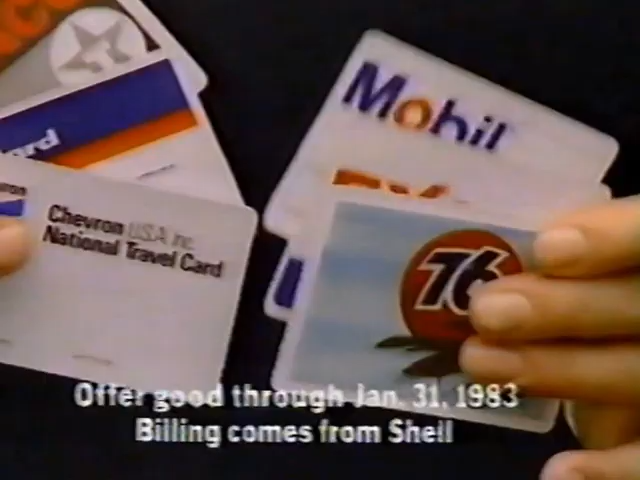 Mobil
76
Chevron USA Inc.
National Travel Card
Offer good through Jan. 31, 1983
Billing comes from Shell